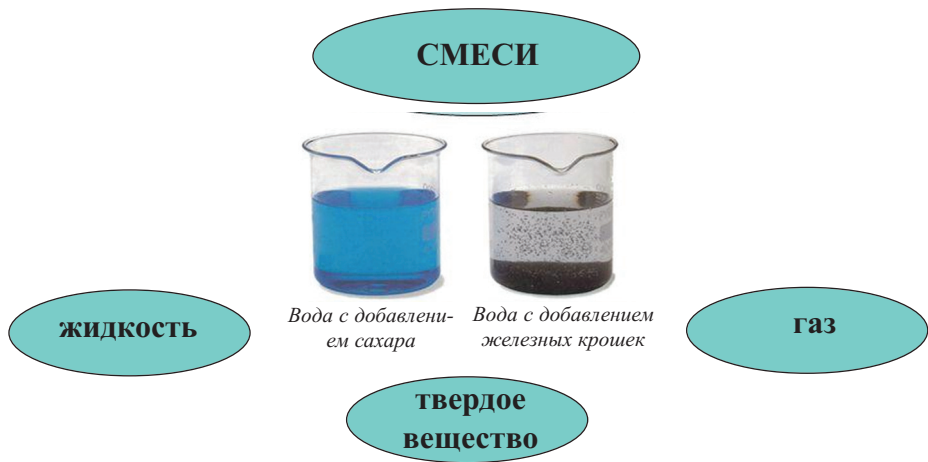 СМЕСИ
жидкость
Вода с добавлени-
ем сахара
Вода с добавлением
железных крошек
газ
твердое
вещество